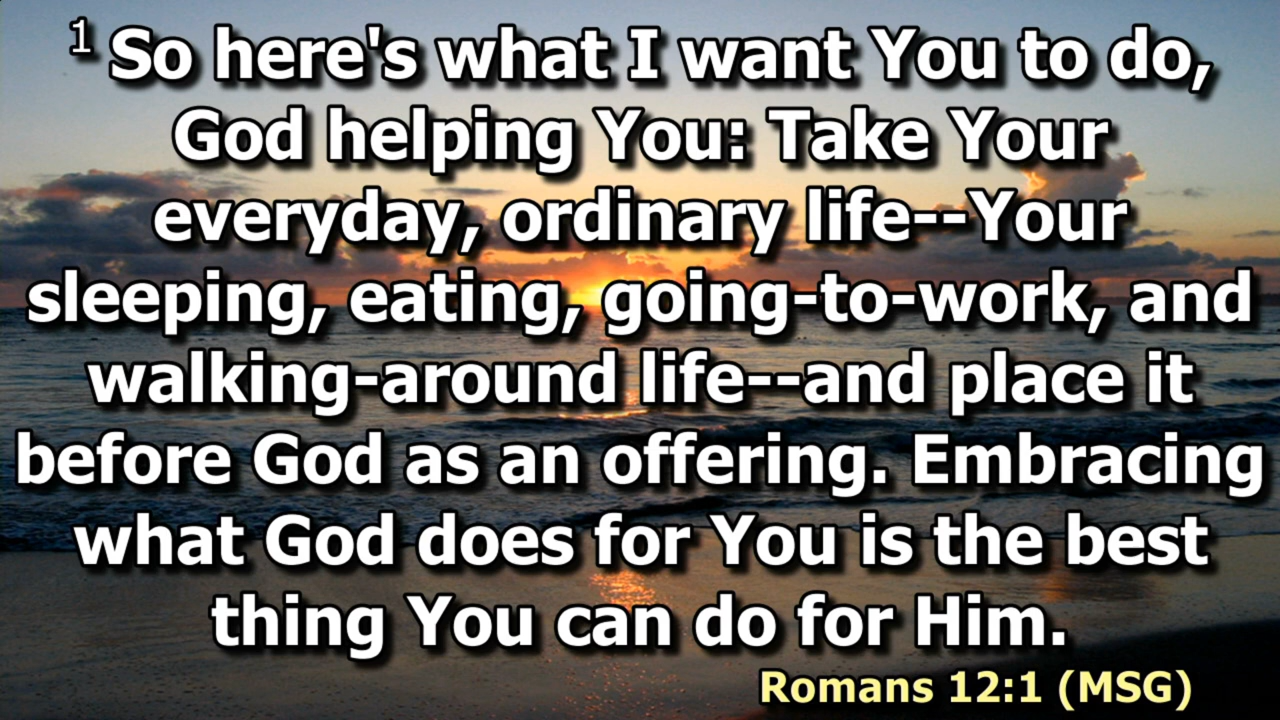 1 So here's what I want You to do,
God helping You: Take Your
everyday, ordinary life--Your
sleeping, eating, going-to-work, and
walking-around life--and place it
before God as an offering. Embracing
what God does for You is the best
thing You can do for Him.
Romans 12:1 (MSG)